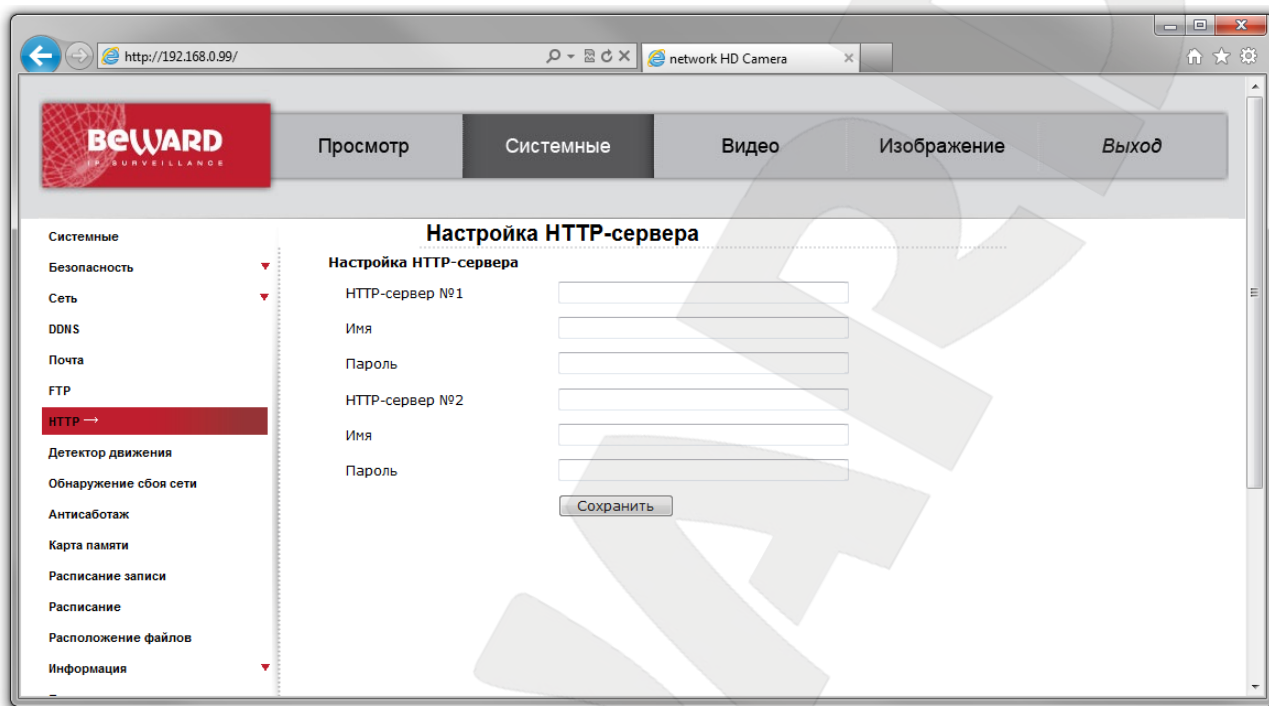 http://192.168.0.99/
network HD Camera
BEWARD
IP SURVEILLANCE
Просмотр
Системные
Видео
Изображение
Выход
Системные
Безопасность
Сеть
DDNS
Почта
FTP
HTTP →
Детектор движения
Обнаружение сбоя сети
Антисаботаж
Карта памяти
Расписание записи
Расписание
Расположение файлов
Информация
Настройка HTTP-сервера
Настройка HTTP-сервера
HTTP-сервер №1
Имя
Пароль
HTTP-сервер №2
Имя
Пароль
Сохранить